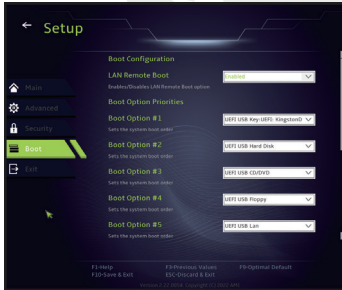 Setup
Boot Configuration
LAN Remote Boot
Enabled
Enables/Disables LAN Remote Boot option
Boot Option Priorities
Boot Option #1
UEFI USB Key:UEFI: KingstonD
Sets the system boot order
Boot Option #2
UEFI USB Hard Disk
Sets the system boot order
Boot Option #3
UEFI USB CD/DVD
Sets the system boot order
Boot Option #4
UEFI USB Floppy
Sets the system boot order
Boot Option #5
UEFI USB Lan
Sets the system boot order
Main
Advanced
Security
Boot
Exit
F1-Help
F3-Previous Values
F9-Optimal Default
F10-Save & Exit
ESC-Discard & Exit